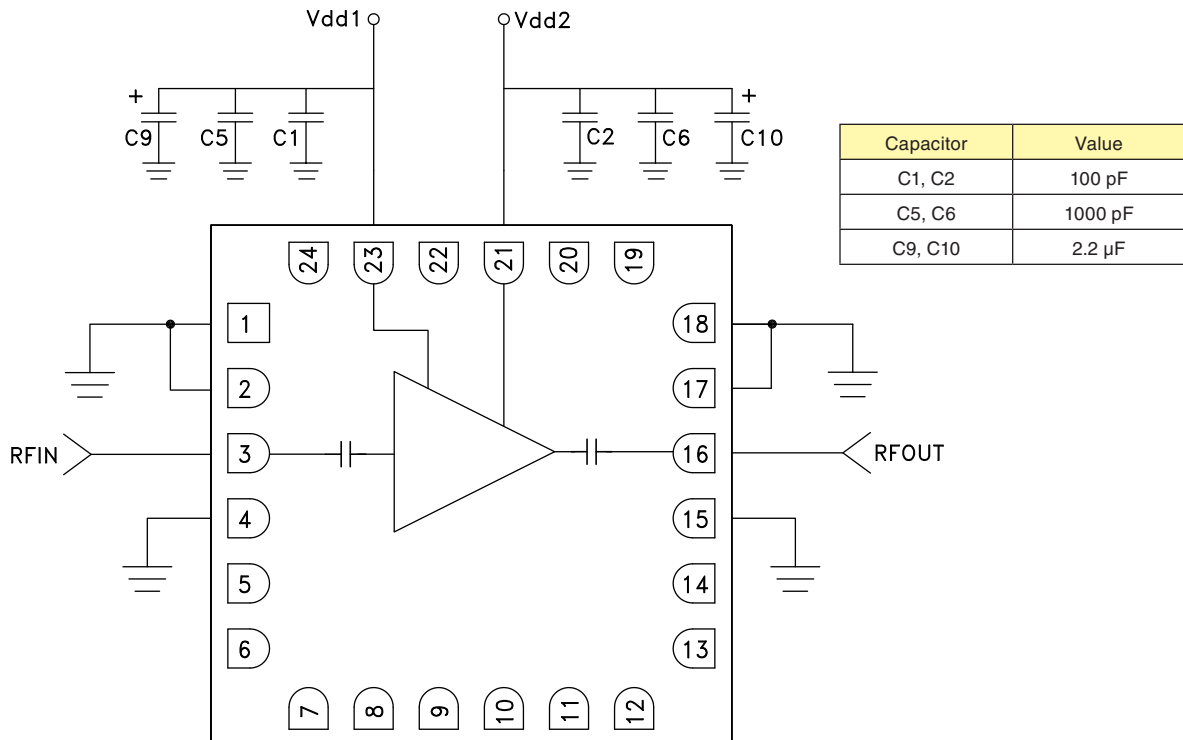 Vdd1
Vdd2
+
+
C9
C5
C1
C2
C6
C10
Capacitor Value
C1, C2 100 pF
C5, C6 1000 pF
C9, C10 2.2 µF
24 23 22 21 20 19
1
18
2
17
RFIN
3
16
RFOUT
4
15
5
14
6
13
7 8 9 10 11 12